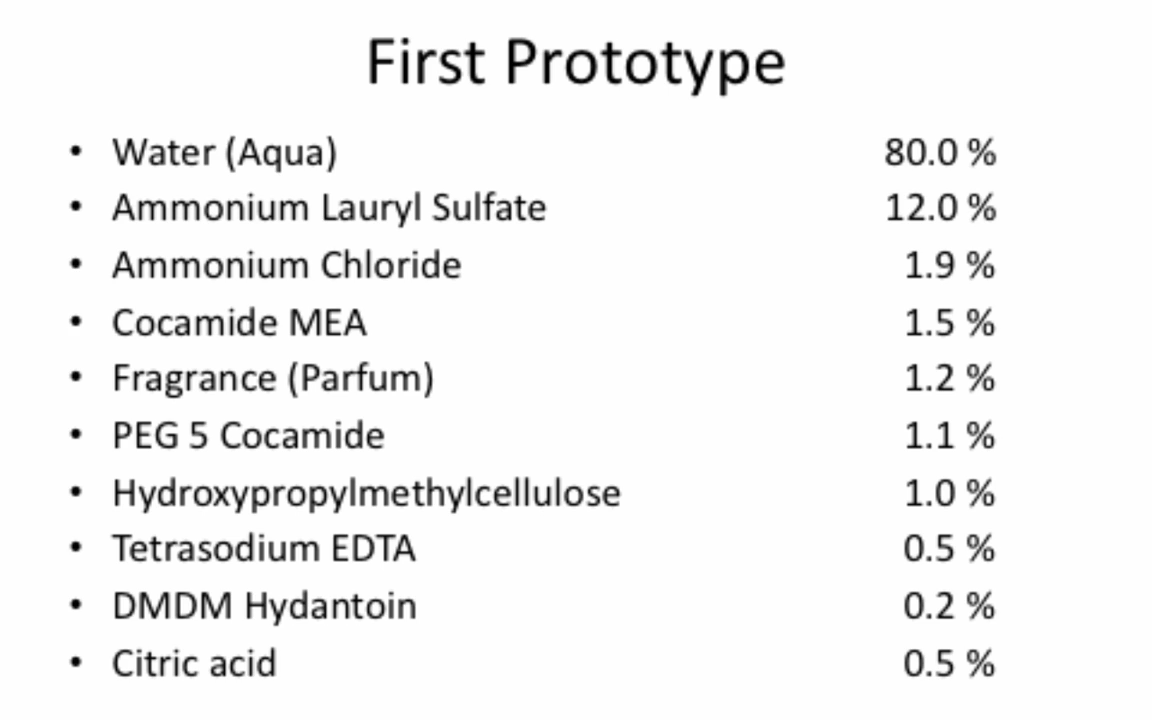 First Prototype
• Water (Aqua) 80.0 %
• Ammonium Lauryl Sulfate 12.0 %
• Ammonium Chloride 1.9 %
• Cocamide MEA 1.5 %
• Fragrance (Parfum) 1.2 %
• PEG 5 Cocamide 1.1 %
• Hydroxypropylmethylcellulose 1.0 %
• Tetrasodium EDTA 0.5 %
• DMDM Hydantoin 0.2 %
• Citric acid 0.5 %